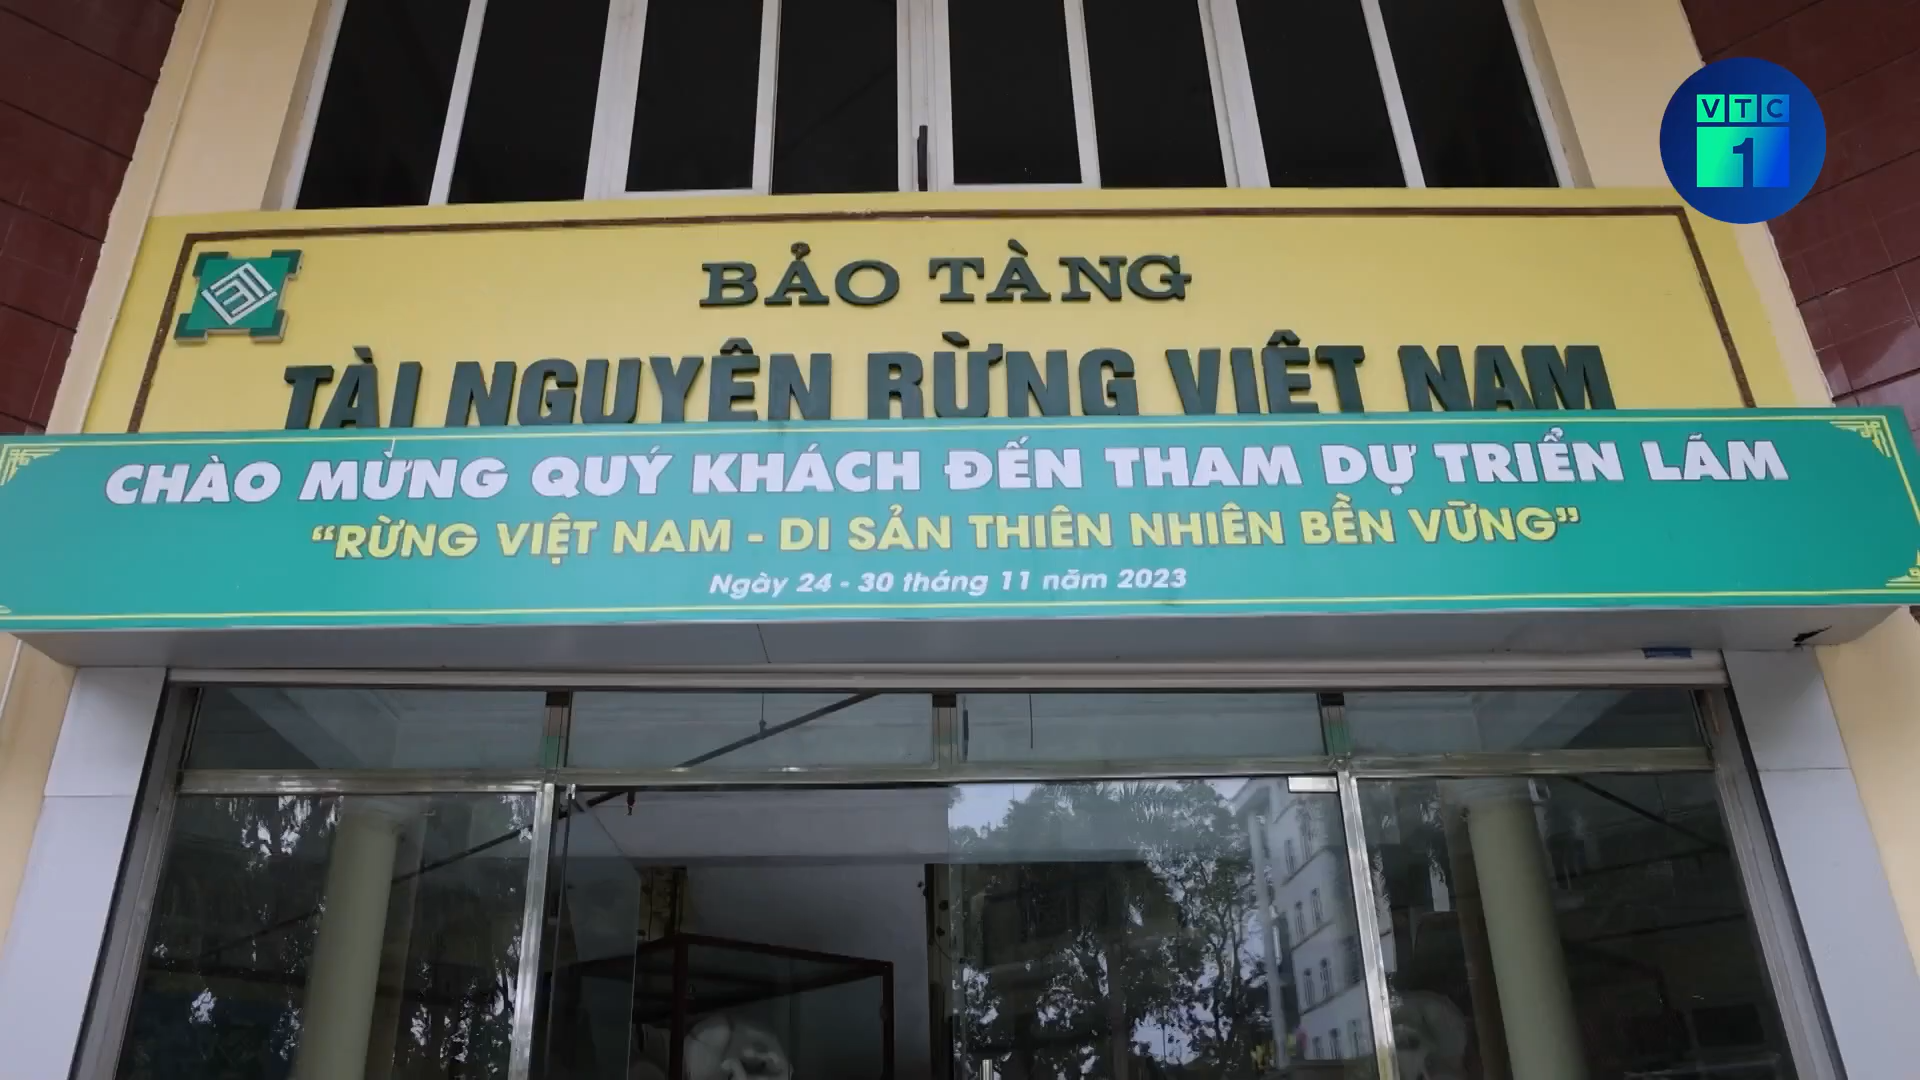 VTC
1
BẢO TÀNG
TÀI NGUYÊN RỪNG VIỆT NAM
CHÀO MỪNG QUÝ KHÁCH ĐẾN THAM DỰ TRIỂN LÃM
“RỪNG VIỆT NAM - DI SẢN THIÊN NHIÊN BỀN VỮNG”
Ngày 24 - 30 tháng 11 năm 2023